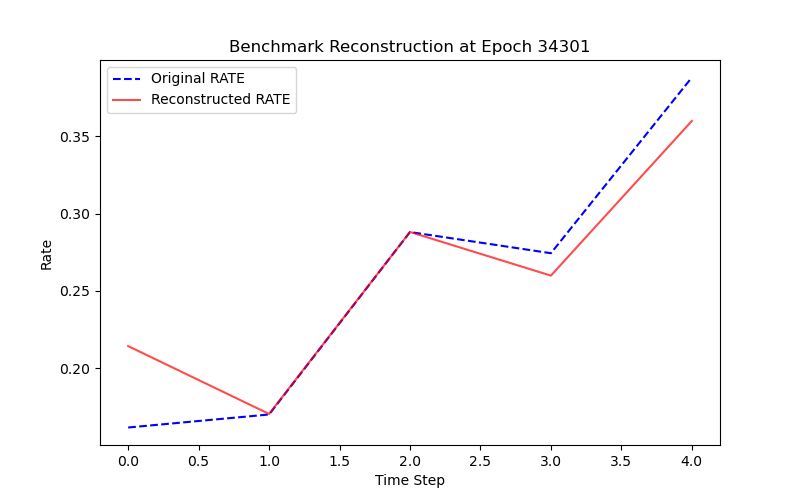 Benchmark Reconstruction at Epoch 34301
Original RATE
Reconstructed RATE
0.35
0.30
0.25
0.20
Rate
0.0 0.5 1.0 1.5 2.0 2.5 3.0 3.5 4.0
Time Step